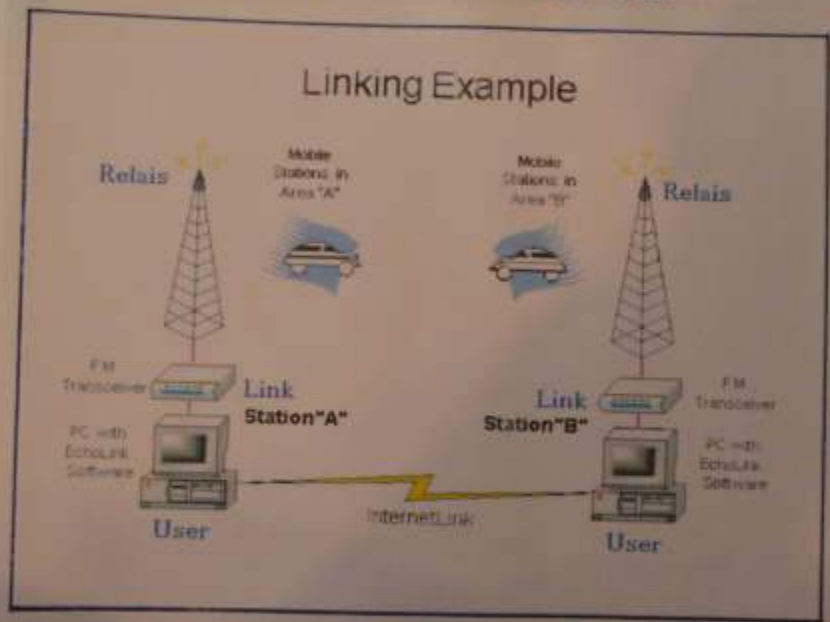 Linking Example
Relais
Mobile
Stations in
Area "A"
Mobile
Stations in
Area "B"
Relais
FM
Transceiver
Link
Station"A"
PC with
EchoLink
Software
User
InternetLink
Link
Station"B"
FM
Transceiver
PC with
EchoLink
Software
User